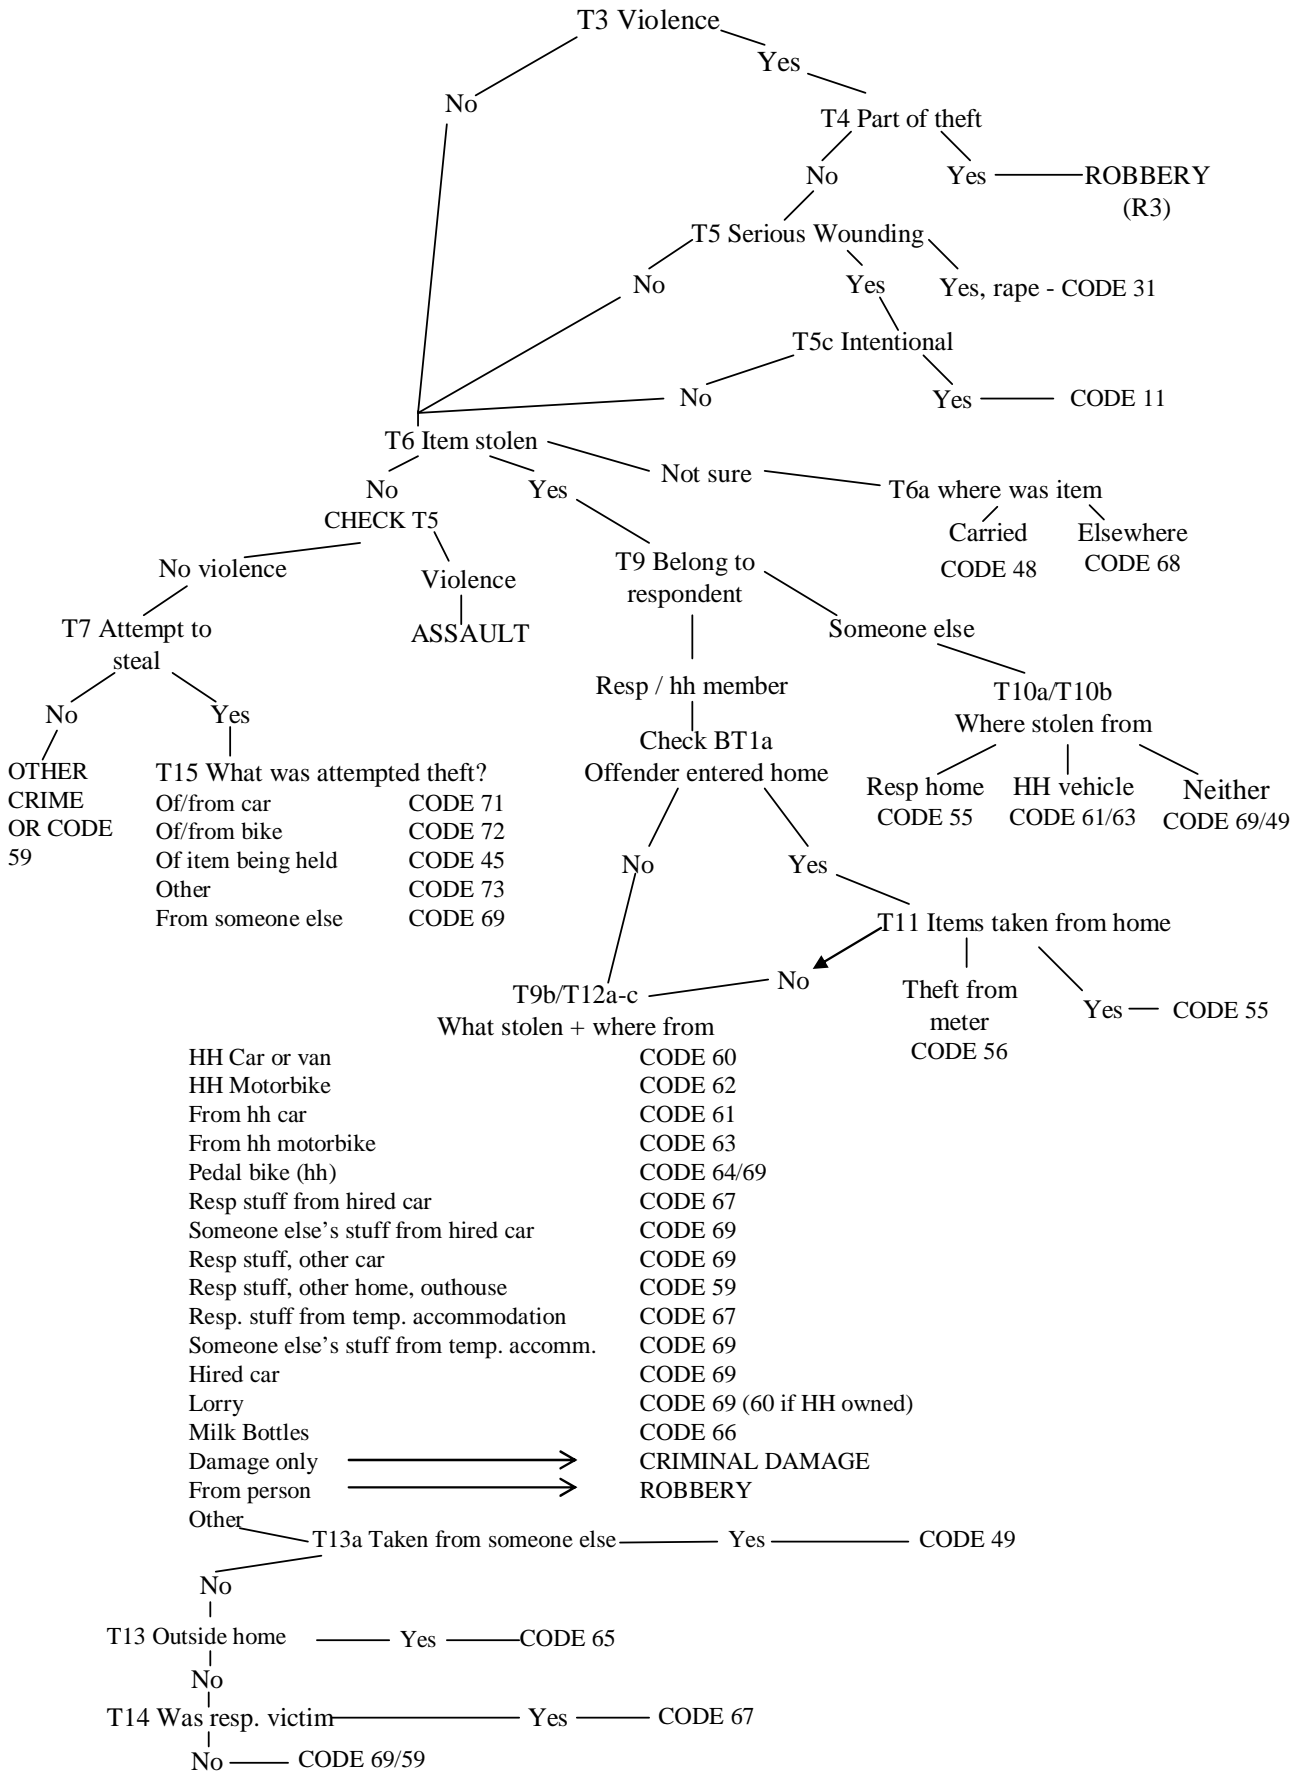 T3 Violence
Yes
No
T4 Part of theft
No
Yes
ROBBERY
(R3)
T5 Serious Wounding
No
Yes
Yes, rape - CODE 31
T5c Intentional
No
Yes
CODE 11
T6 Item stolen
Not sure
T6a where was item
No
Yes
CHECK T5
Carried
CODE 48
Elsewhere
CODE 68
No violence
Violence
ASSAULT
T9 Belong to
respondent
Someone else
T7 Attempt to
steal
Resp / hh member
T10a/T10b
Where stolen from
No
Yes
Check BT1a
Offender entered home
OTHER
CRIME
OR CODE
59
T15 What was attempted theft?
Of/from car CODE 71
Of/from bike CODE 72
Of item being held CODE 45
Other CODE 73
From someone else CODE 69
Resp home
CODE 55
HH vehicle
CODE 61/63
Neither
CODE 69/49
No
Yes
T11 Items taken from home
No
Theft from
meter
CODE 56
Yes
CODE 55
T9b/T12a-c
What stolen + where from
HH Car or van CODE 60
HH Motorbike CODE 62
From hh car CODE 61
From hh motorbike CODE 63
Pedal bike (hh) CODE 64/69
Resp stuff from hired car CODE 67
Someone else’s stuff from hired car CODE 69
Resp stuff, other car CODE 69
Resp stuff, other home, outhouse CODE 59
Resp. stuff from temp. accommodation CODE 67
Someone else’s stuff from temp. accomm. CODE 69
Hired car CODE 69
Lorry CODE 69 (60 if HH owned)
Milk Bottles CODE 66
Damage only CRIMINAL DAMAGE
From person ROBBERY
Other
T13a Taken from someone else Yes CODE 49
No
T13 Outside home Yes CODE 65
No
T14 Was resp. victim Yes CODE 67
No CODE 69/59